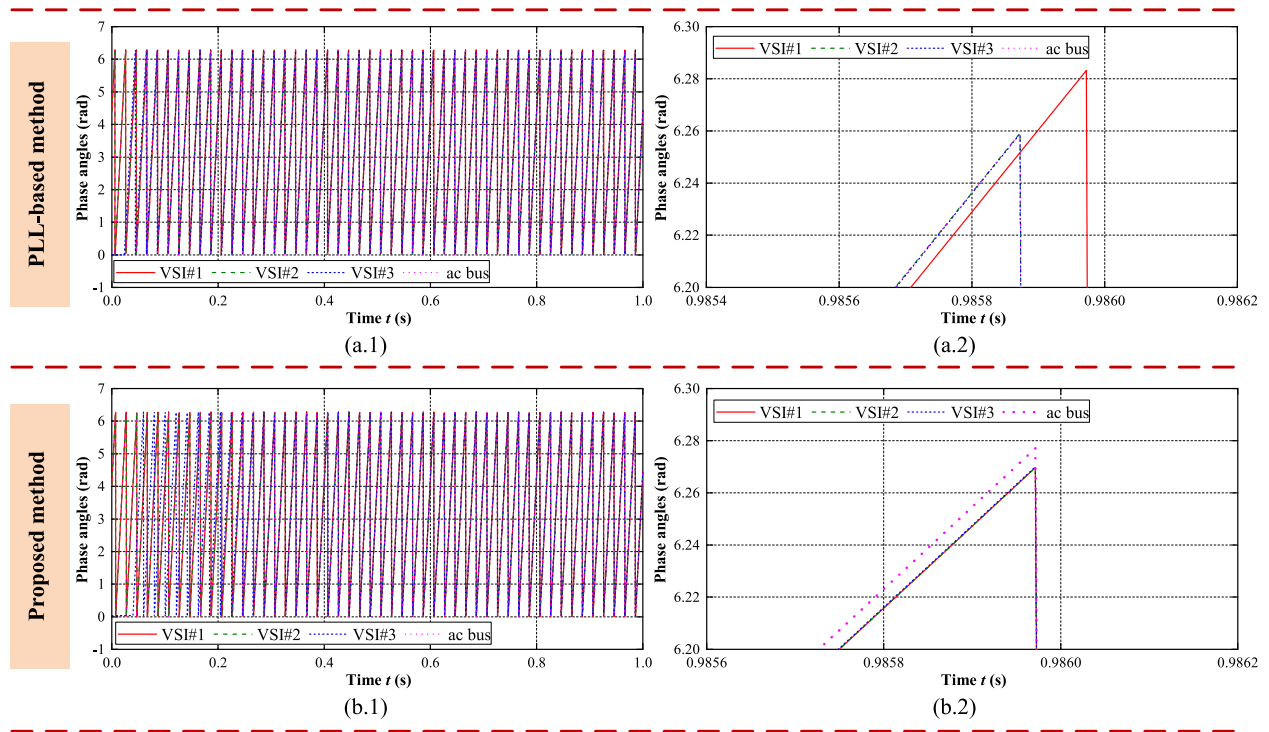 PLL-based method
Phase angles (rad)
7
6
5
4
3
2
1
0
-1
VSI#1 VSI#2 VSI#3 ac bus
0.0 0.2 0.4 0.6 0.8 1.0
Time t (s)
(a.1)
Phase angles (rad)
6.30
6.28
6.26
6.24
6.22
6.20
VSI#1 VSI#2 VSI#3 ac bus
0.9854 0.9856 0.9858 0.9860 0.9862
Time t (s)
(a.2)
Proposed method
Phase angles (rad)
7
6
5
4
3
2
1
0
-1
VSI#1 VSI#2 VSI#3 ac bus
0.0 0.2 0.4 0.6 0.8 1.0
Time t (s)
(b.1)
Phase angles (rad)
6.30
6.28
6.26
6.24
6.22
6.20
VSI#1 VSI#2 VSI#3 ac bus
0.9856 0.9858 0.9860 0.9862
Time t (s)
(b.2)